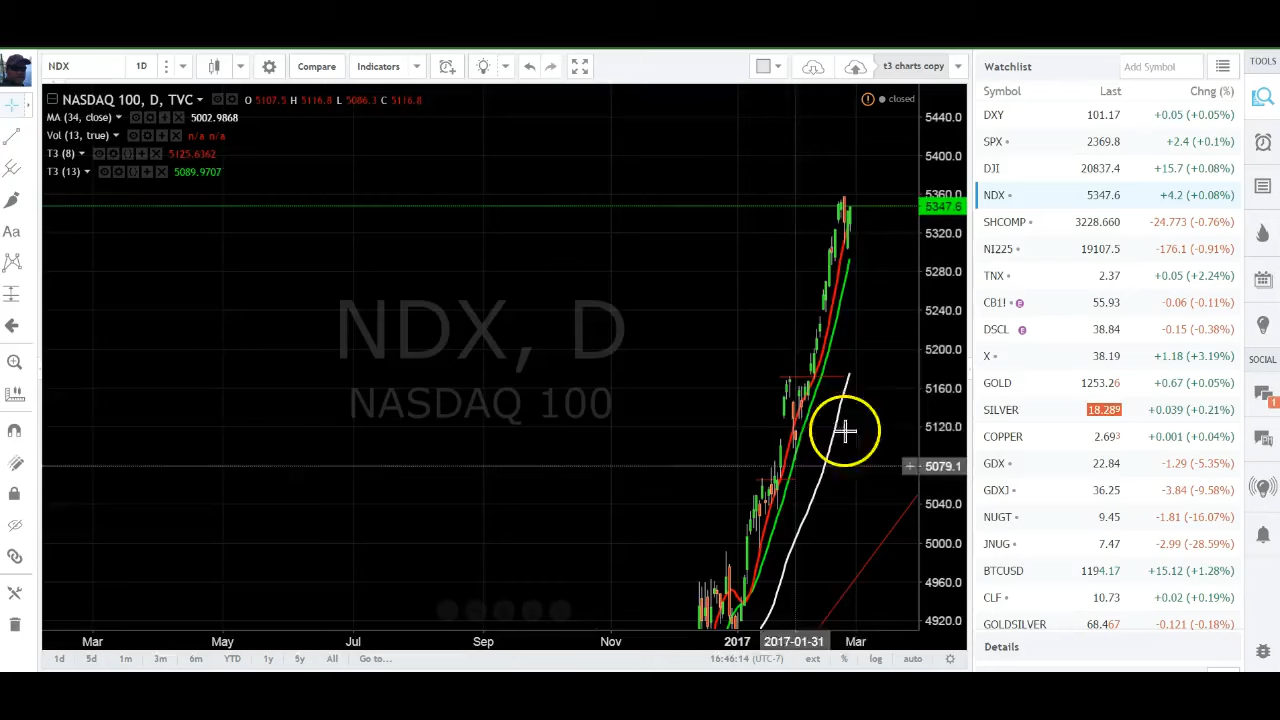 NDX 1D Compare Indicators t3 charts copy
NASDAQ 100, D, TVC O 5107.5 H 5116.8 L 5086.3 C 5116.8 closed
MA (34, close) 5002.9868
Vol (13, true) n/a n/a
T3 (8) 5125.6362
T3 (13) 5089.9707
NDX, D
NASDAQ 100
5440.0
5400.0
5360.0
5347.6
5320.0
5280.0
5240.0
5200.0
5160.0
5120.0
5079.1
5040.0
5000.0
4960.0
4920.0
Mar May Jul Sep Nov 2017 2017-01-31 Mar
1d 5d 1m 3m 6m YTD 1y 5y All Go to... 16:46:14 (UTC-7) ext % log auto
Aa
Watchlist Add Symbol
Symbol Last Chng (%)
DXY 101.17 +0.05 (+0.05%)
SPX 2369.8 +2.4 (+0.1%)
DJI 20837.4 +15.7 (+0.08%)
NDX 5347.6 +4.2 (+0.08%)
SHCOMP 3228.660 -24.773 (-0.76%)
NI225 19107.5 -176.1 (-0.91%)
TNX 2.37 +0.05 (+2.24%)
CB1! E 55.93 -0.06 (-0.11%)
DSCL E 38.84 -0.15 (-0.38%)
X 38.19 +1.18 (+3.19%)
GOLD 1253.26 +0.67 (+0.05%)
SILVER 18.289 +0.039 (+0.21%)
COPPER 2.693 +0.001 (+0.04%)
GDX 22.84 -1.29 (-5.35%)
GDXJ 36.25 -3.84 (-9.58%)
NUGT 9.45 -1.81 (-16.07%)
JNUG 7.47 -2.99 (-28.59%)
BTCUSD 1194.17 +15.12 (+1.28%)
CLF 10.73 +0.02 (+0.19%)
GOLDSILVER 68.467 -0.121 (-0.18%)
Details
TOOLS
SOCIAL
1